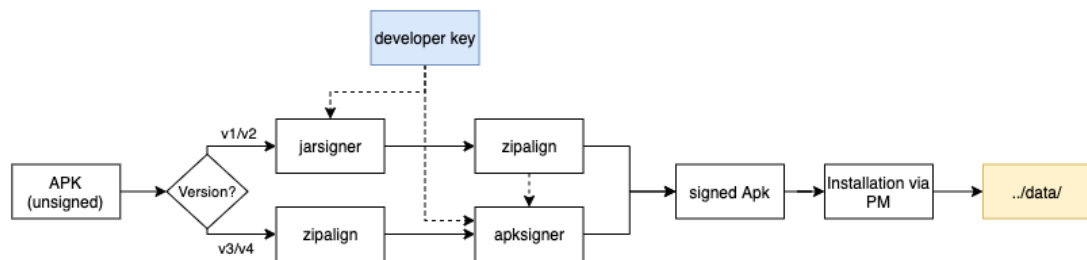 developer key
v1/v2
jarsigner
zipalign
APK
(unsigned)
Version?
signed Apk
Installation via
PM
../data/
v3/v4
zipalign
apksigner